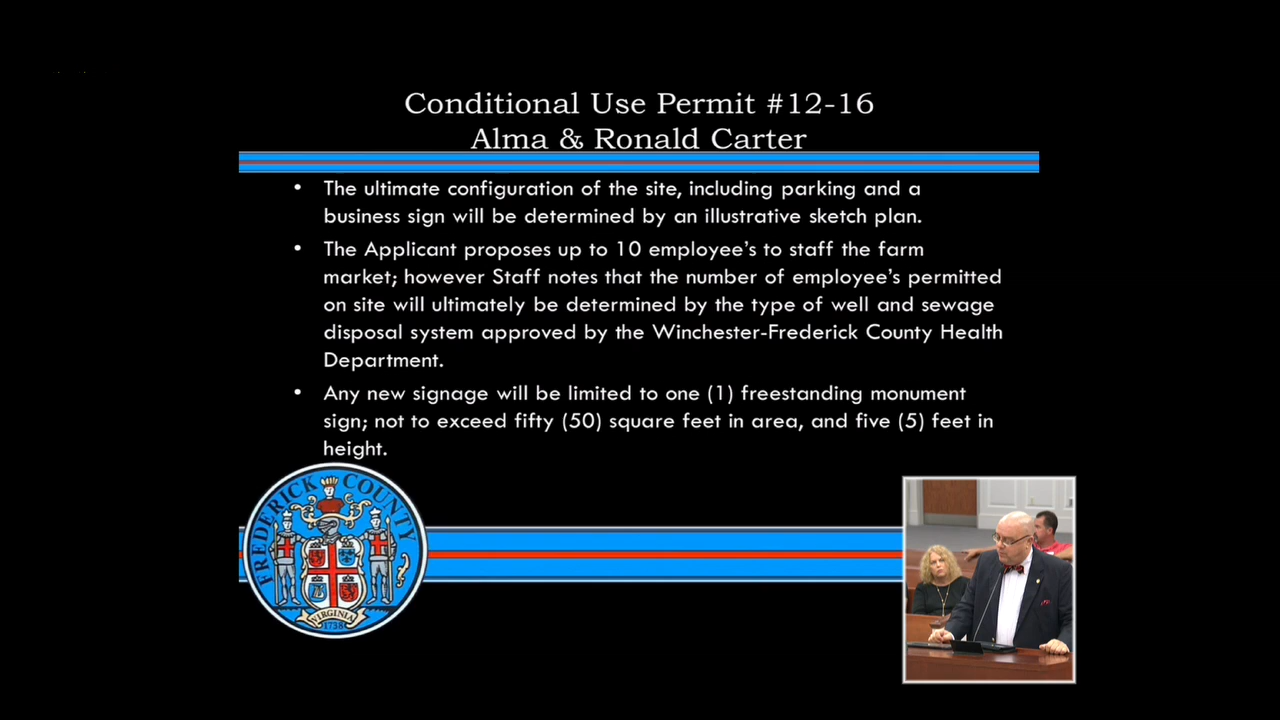 Conditional Use Permit #12-16
Alma & Ronald Carter
• The ultimate configuration of the site, including parking and a
business sign will be determined by an illustrative sketch plan.
• The Applicant proposes up to 10 employee’s to staff the farm
market; however Staff notes that the number of employee’s permitted
on site will ultimately be determined by the type of well and sewage
disposal system approved by the Winchester-Frederick County Health
Department.
• Any new signage will be limited to one (1) freestanding monument
sign; not to exceed fifty (50) square feet in area, and five (5) feet in
height.
FREDERICK COUNTY
VIRGINIA
1738